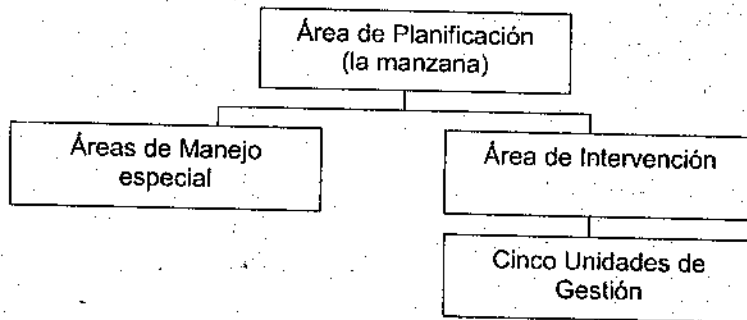 Área de Planificación
(la manzana)
Áreas de Manejo
especial
Área de Intervención
Cinco Unidades de
Gestión